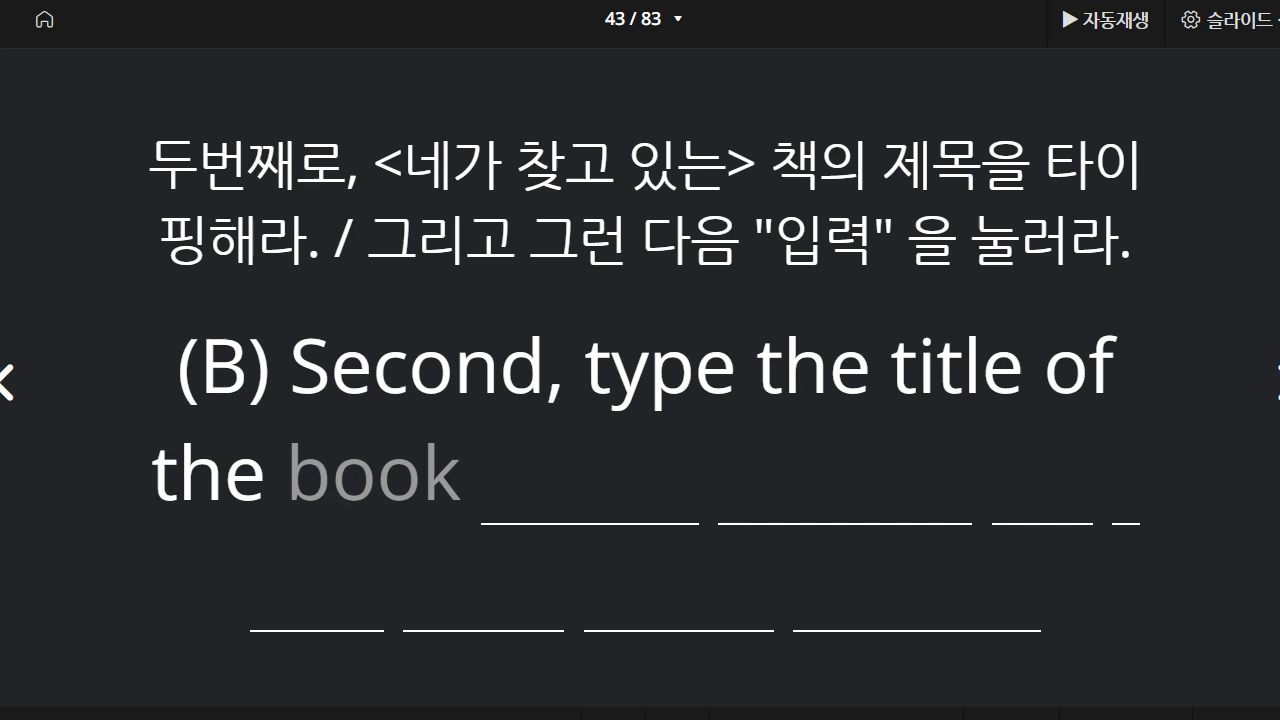 43 / 83
▶ 자동재생
슬라이드
두번째로, <네가 찾고 있는> 책의 제목을 타이
핑해라. / 그리고 그런 다음 "입력" 을 눌러라.
(B) Second, type the title of
the book